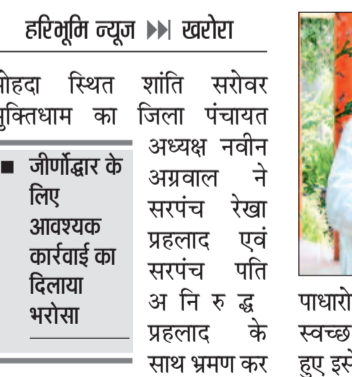 हरिभूमि न्यूज ▶▶| खरोरा
मोहदा स्थित शांति सरोवर
मुक्तिधाम का जिला पंचायत
अध्यक्ष नवीन
अग्रवाल ने
सरपंच रेखा
प्रहलाद एवं
सरपंच पति
अ नि रु द्ध
प्रहलाद के
साथ भ्रमण कर
■ जीर्णोद्धार के
लिए
आवश्यक
कार्रवाई का
दिलाया
भरोसा
स्वच्छ
हुए इसे